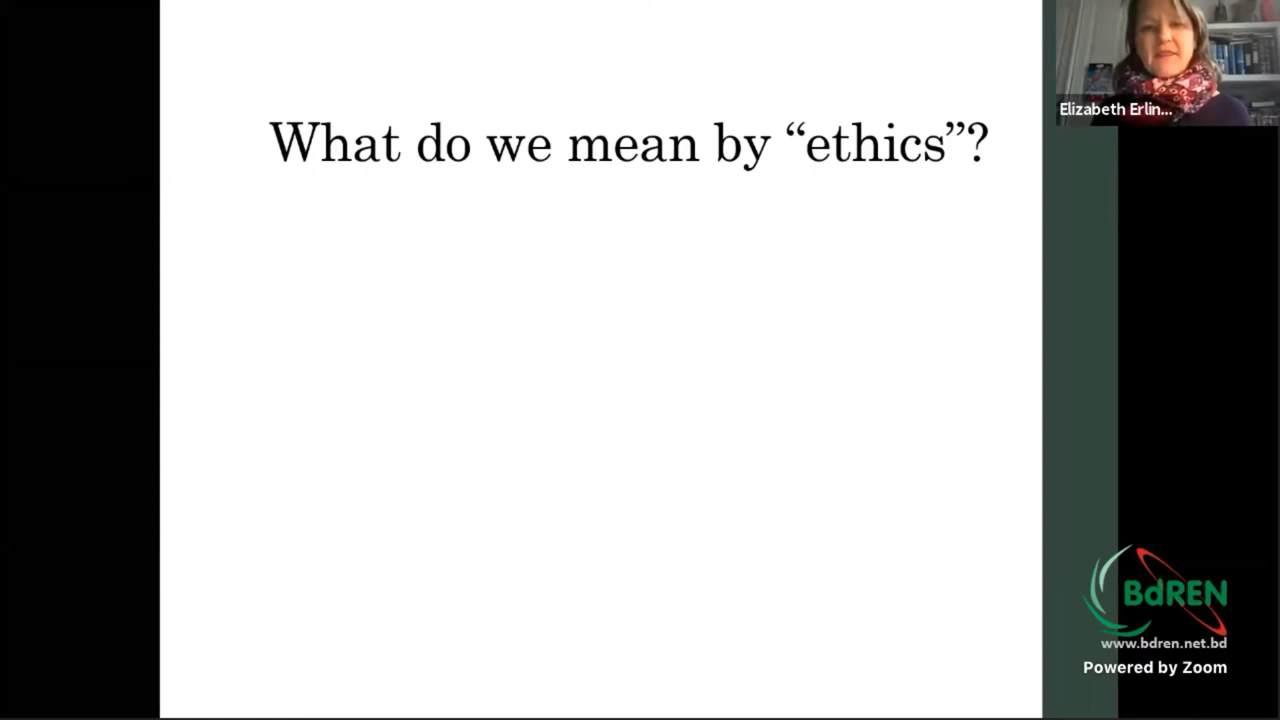 What do we mean by “ethics”?
Elizabeth Erlin...
BdREN
www.bdren.net.bd
Powered by Zoom